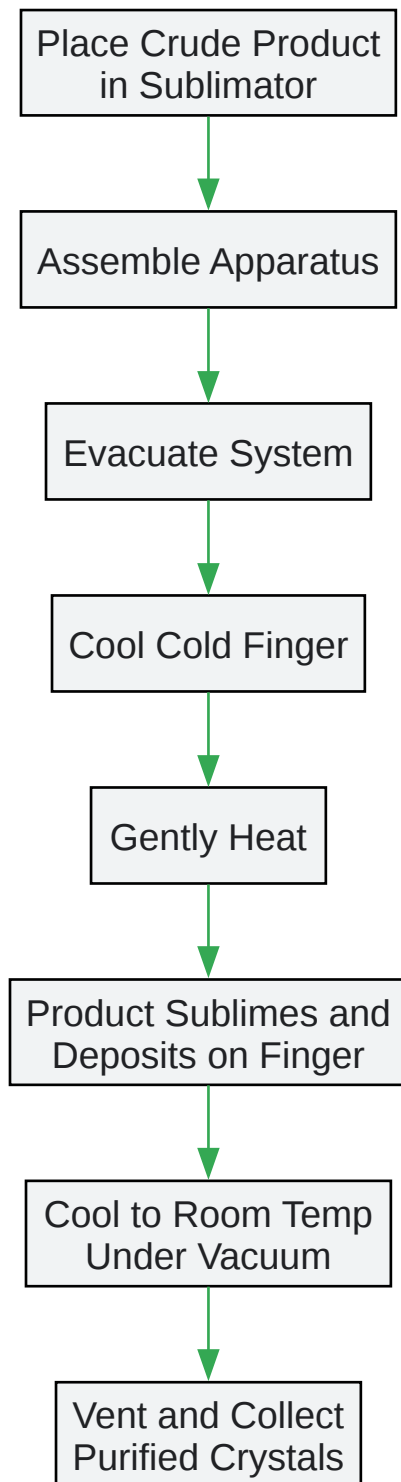 Place Crude Product
in Sublimator
Assemble Apparatus
Evacuate System
Cool Cold Finger
Gently Heat
Product Sublimes and
Deposits on Finger
Cool to Room Temp
Under Vacuum
Vent and Collect
Purified Crystals